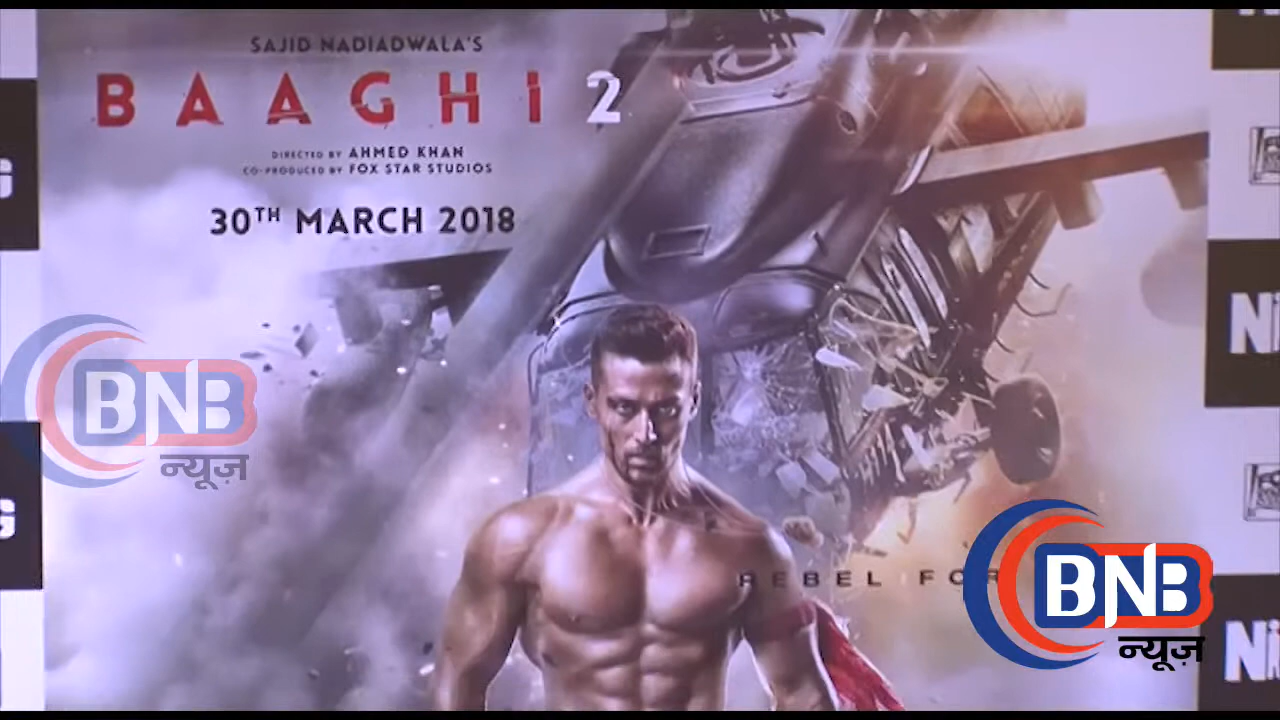 SAJID NADIADWALA'S
BAAGHI 2
DIRECTED BY AHMED KHAN
CO-PRODUCED BY FOX STAR STUDIOS
30TH MARCH 2018
BNB
न्यूज़
REBEL FOR
BNB
न्यूज़